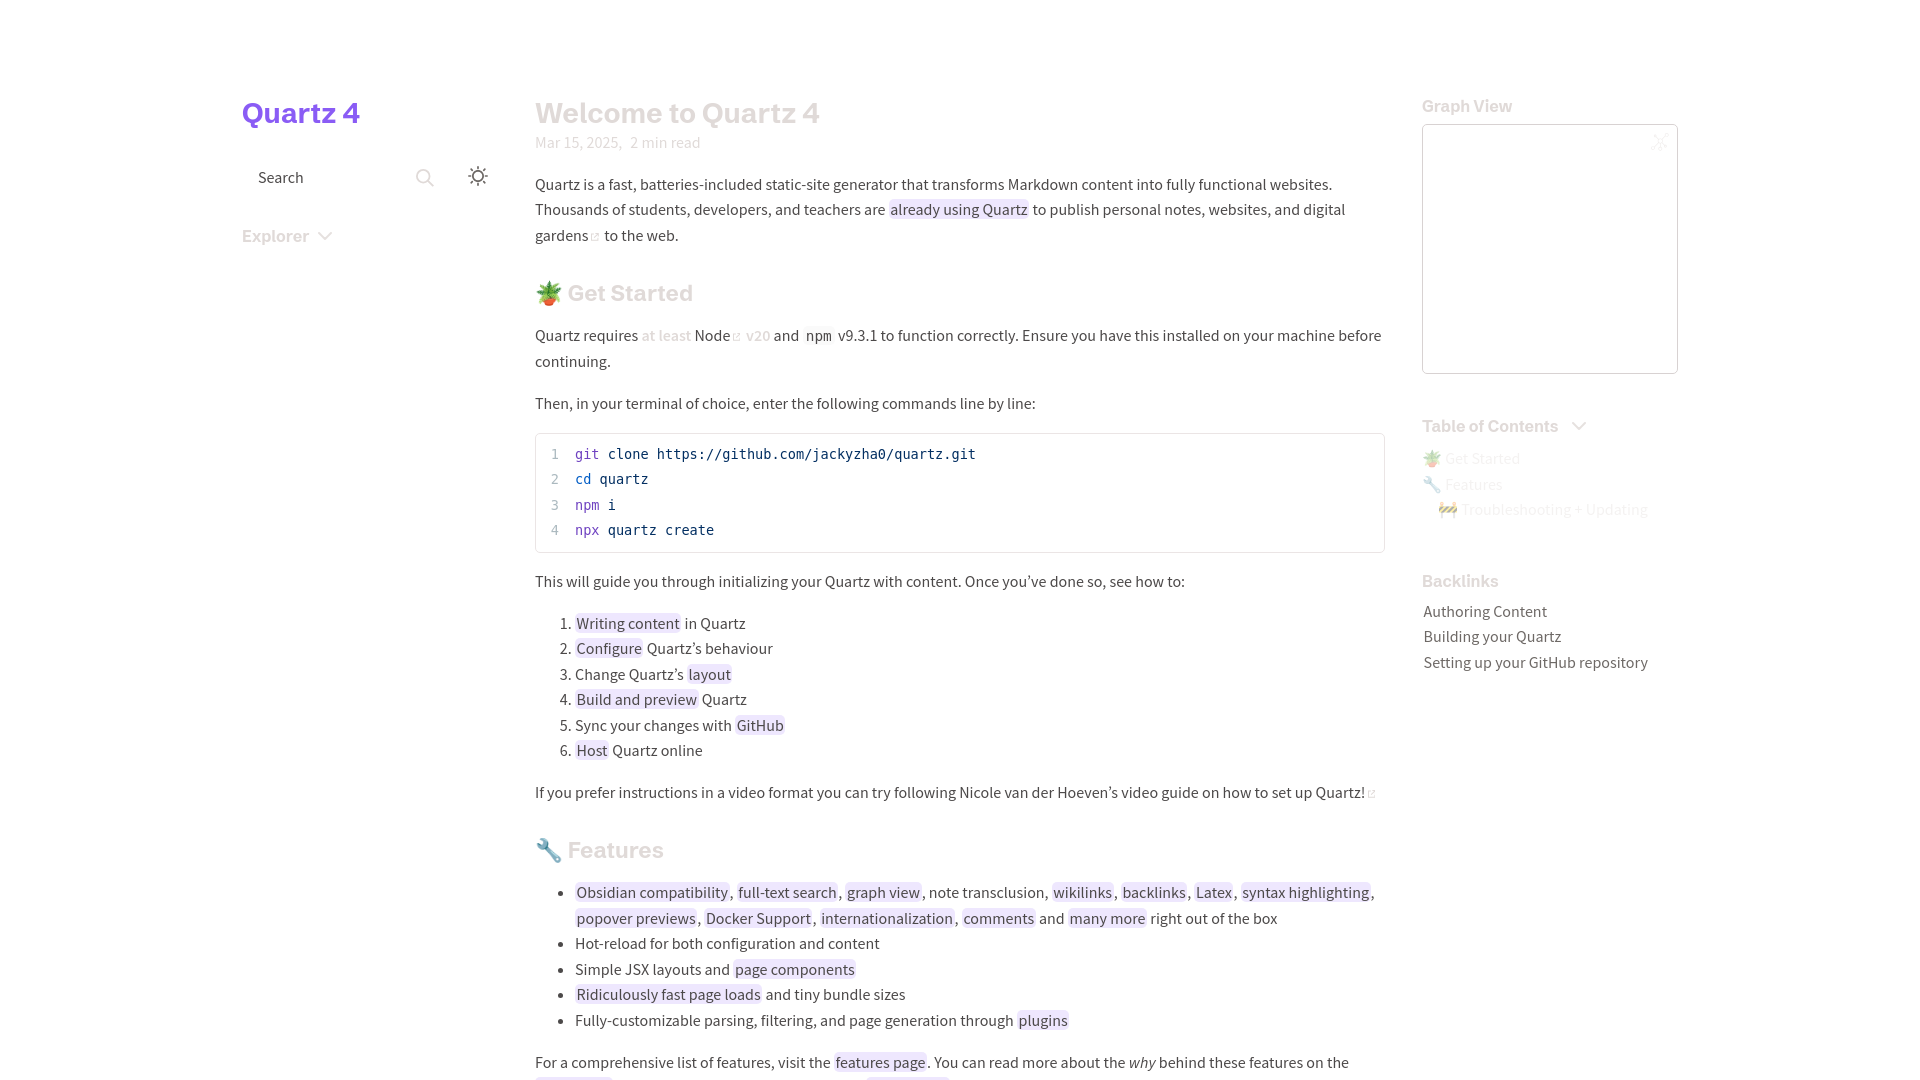 Quartz 4
Search
Explorer
Welcome to Quartz 4
Mar 15, 2025, 2 min read
Quartz is a fast, batteries-included static-site generator that transforms Markdown content into fully functional websites.
Thousands of students, developers, and teachers are already using Quartz to publish personal notes, websites, and digital
gardens to the web.
🪴 Get Started
Quartz requires at least Node v20 and npm v9.3.1 to function correctly. Ensure you have this installed on your machine before
continuing.
Then, in your terminal of choice, enter the following commands line by line:
1 git clone https://github.com/jackyzha0/quartz.git
2 cd quartz
3 npm i
4 npx quartz create
This will guide you through initializing your Quartz with content. Once you’ve done so, see how to:
1. Writing content in Quartz
2. Configure Quartz’s behaviour
3. Change Quartz’s layout
4. Build and preview Quartz
5. Sync your changes with GitHub
6. Host Quartz online
If you prefer instructions in a video format you can try following Nicole van der Hoeven’s video guide on how to set up Quartz!
🔧 Features
• Obsidian compatibility, full-text search, graph view, note transclusion, wikilinks, backlinks, Latex, syntax highlighting,
popover previews, Docker Support, internationalization, comments and many more right out of the box
• Hot-reload for both configuration and content
• Simple JSX layouts and page components
• Ridiculously fast page loads and tiny bundle sizes
• Fully-customizable parsing, filtering, and page generation through plugins
For a comprehensive list of features, visit the features page. You can read more about the why behind these features on the
Graph View
Table of Contents
🪴 Get Started
🔧 Features
🚧 Troubleshooting + Updating
Backlinks
Authoring Content
Building your Quartz
Setting up your GitHub repository